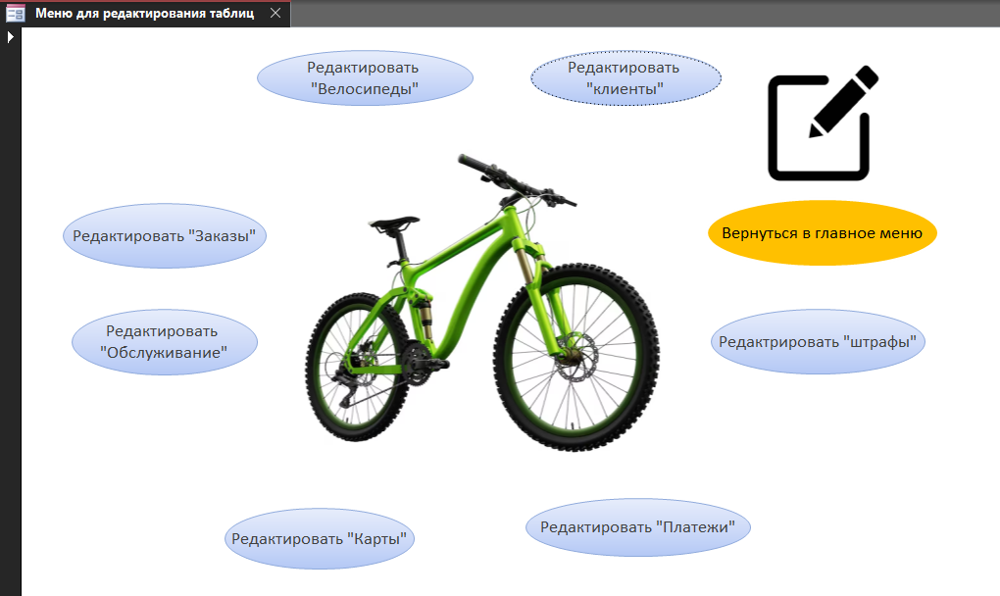 Меню для редактирования таблиц
Редактировать
"Велосипеды"
Редактировать
"клиенты"
Редактировать "Заказы"
Вернуться в главное меню
Редактировать
"Обслуживание"
Редактрировать "штрафы"
Редактировать "Карты"
Редактировать "Платежи"